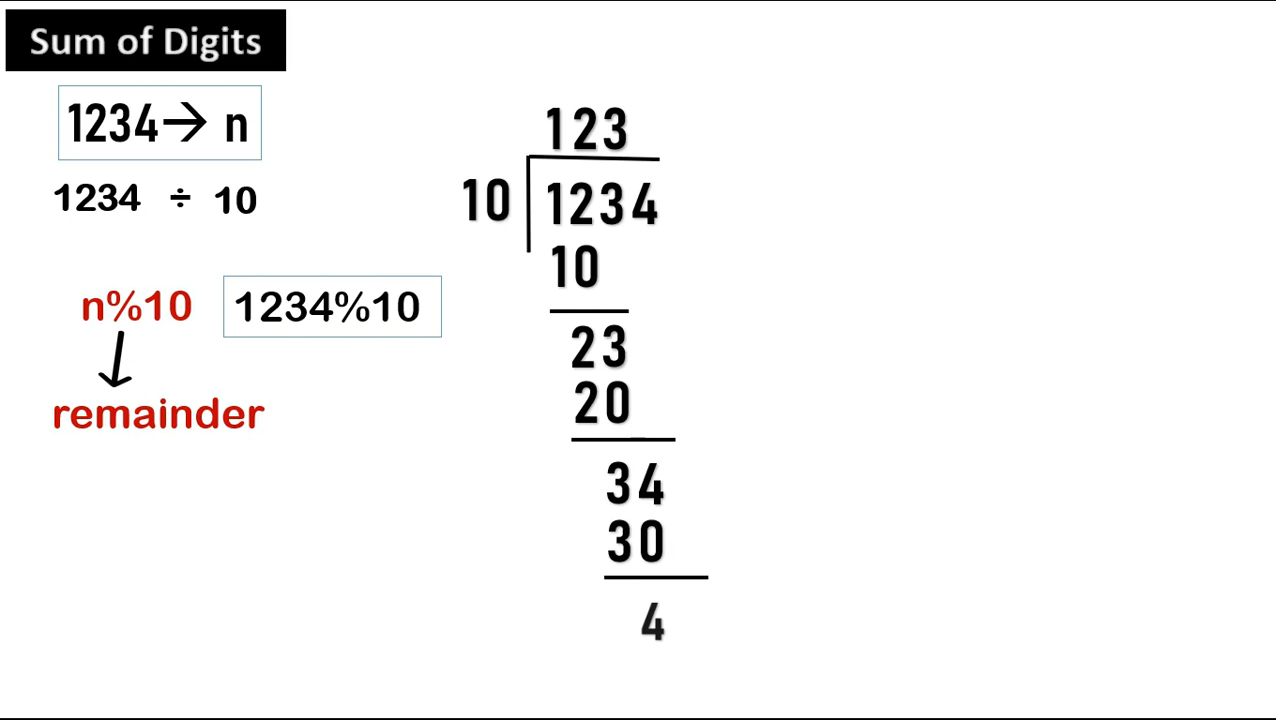 Sum of Digits
1234→ n
1234 ÷ 10
n%10 1234%10
remainder
123
10 1234
10
23
20
34
30
4